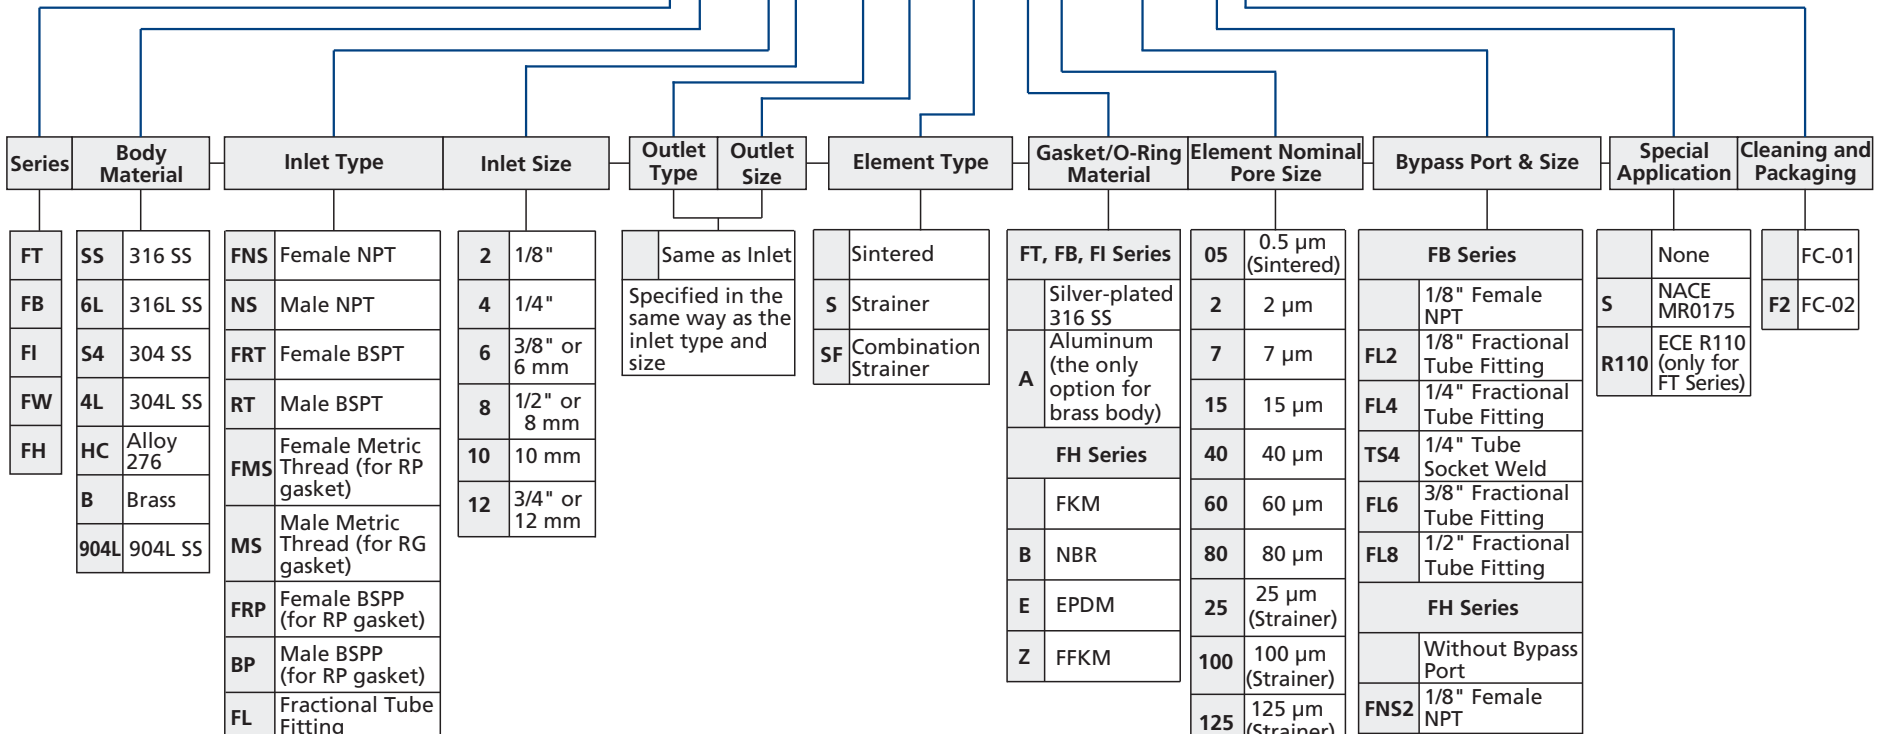 Series
Body
Material
Inlet Type
Inlet Size
Outlet
Type
Outlet
Size
Element Type
Gasket/O-Ring
Material
Element Nominal
Pore Size
Bypass Port & Size
Special
Application
Cleaning and
Packaging
FT
FB
FI
FW
FH
SS 316 SS
6L 316L SS
S4 304 SS
4L 304L SS
HC Alloy
276
B Brass
904L 904L SS
FNS Female NPT
NS Male NPT
FRT Female BSPT
RT Male BSPT
FMS Female Metric
Thread (for RP
gasket)
MS Male Metric
Thread (for RG
gasket)
FRP Female BSPP
(for RP gasket)
BP Male BSPP
(for RP gasket)
FL Fractional Tube
Fitting
2 1/8"
4 1/4"
6 3/8" or
6 mm
8 1/2" or
8 mm
10 10 mm
12 3/4" or
12 mm
Same as Inlet
Specified in the
same way as the
inlet type and
size
Sintered
S Strainer
SF Combination
Strainer
FT, FB, FI Series
Silver-plated
316 SS
A Aluminum
(the only
option for
brass body)
FH Series
FKM
B NBR
E EPDM
Z FFKM
05 0.5 µm
(Sintered)
2 2 µm
7 7 µm
15 15 µm
40 40 µm
60 60 µm
80 80 µm
25 25 µm
(Strainer)
100 100 µm
(Strainer)
125 125 µm
(Strainer)
FB Series
1/8" Female
NPT
FL2 1/8" Fractional
Tube Fitting
FL4 1/4" Fractional
Tube Fitting
TS4 1/4" Tube
Socket Weld
FL6 3/8" Fractional
Tube Fitting
FL8 1/2" Fractional
Tube Fitting
FH Series
Without Bypass
Port
FNS2 1/8" Female
NPT
None
S NACE
MR0175
R110 ECE R110
(only for
FT Series)
FC-01
F2 FC-02